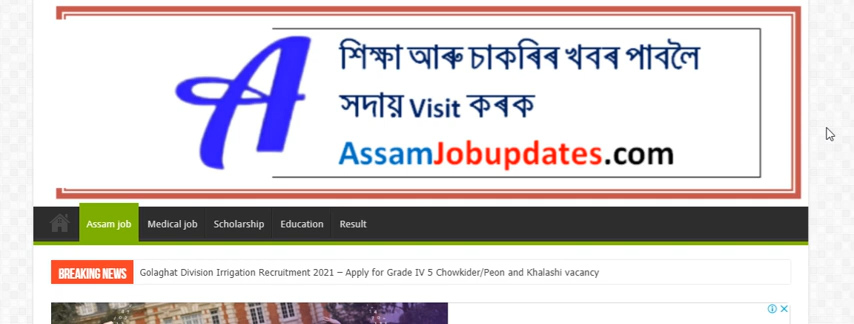 শিক্ষা আৰু চাকৰিৰ খবৰ পাবলৈ
সদায় Visit কৰক
AssamJobupdates.com
Assam job Medical job Scholarship Education Result
BREAKING NEWS Golaghat Division Irrigation Recruitment 2021 – Apply for Grade IV 5 Chowkider/Peon and Khalashi vacancy